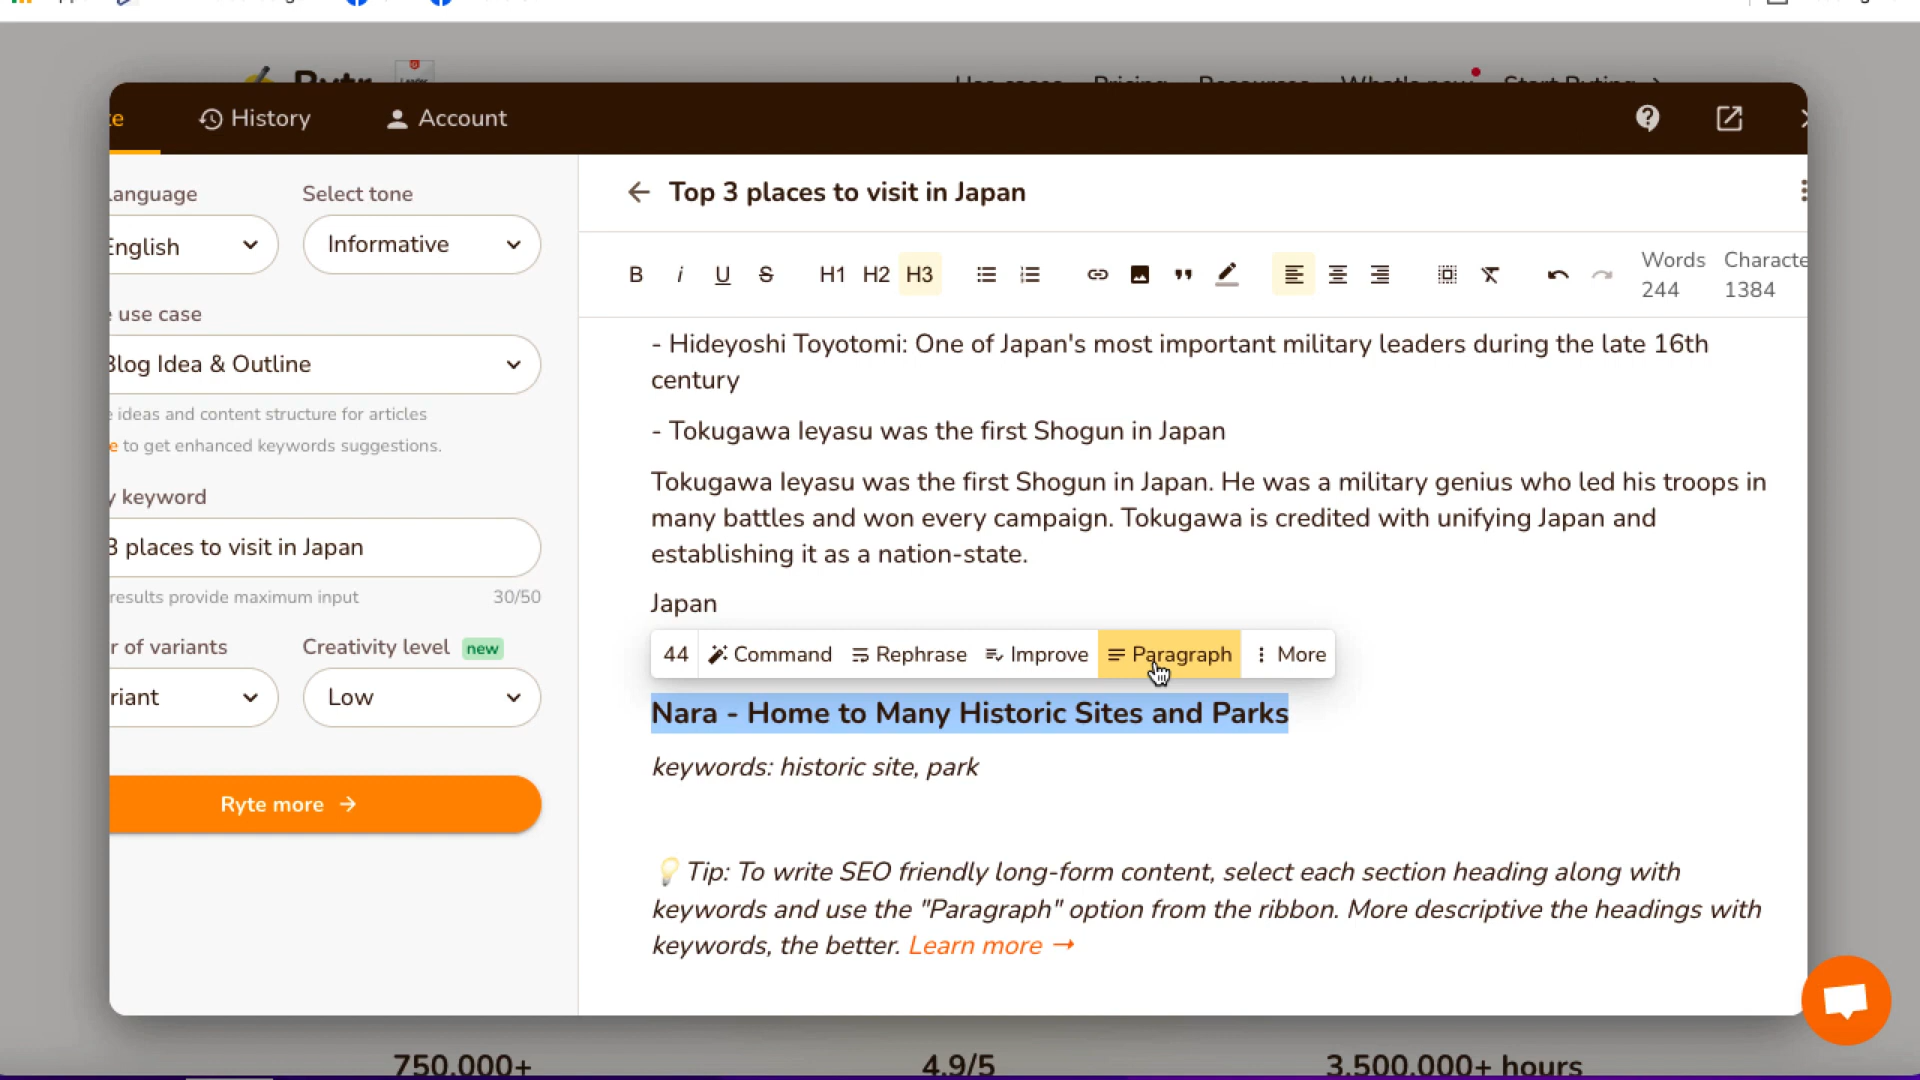 History
Account
Language
Select tone
English
Informative
use case
Blog Idea & Outline
ideas and content structure for articles
to get enhanced keywords suggestions.
keyword
3 places to visit in Japan
results provide maximum input
30/50
of variants
Creativity level new
Low
Ryte more →
Top 3 places to visit in Japan
B i U S H1 H2 H3
Words
244
1384
- Hideyoshi Toyotomi: One of Japan's most important military leaders during the late 16th
century
- Tokugawa Ieyasu was the first Shogun in Japan
Tokugawa Ieyasu was the first Shogun in Japan. He was a military genius who led his troops in
many battles and won every campaign. Tokugawa is credited with unifying Japan and
establishing it as a nation-state.
Japan
44 Command Rephrase Improve Paragraph More
Nara - Home to Many Historic Sites and Parks
keywords: historic site, park
Tip: To write SEO friendly long-form content, select each section heading along with
keywords and use the "Paragraph" option from the ribbon. More descriptive the headings with
keywords, the better. Learn more →
750,000+
4.9/5
3,500,000+ hours